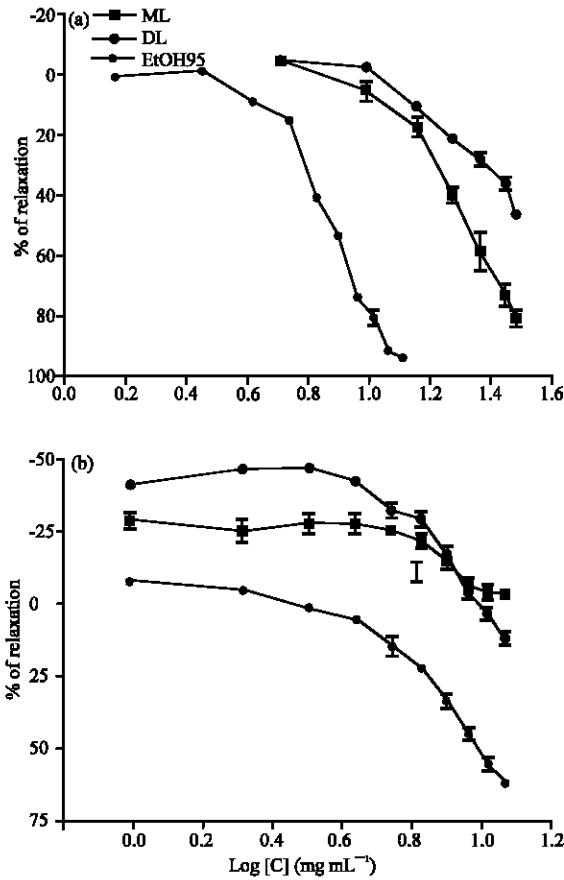 (a)
ML
DL
EtOH95
-20
0
20
40
60
80
100
% of relaxation
0.0 0.2 0.4 0.6 0.8 1.0 1.2 1.4 1.6
(b)
-50
-25
0
25
50
75
% of relaxation
0.0 0.2 0.4 0.6 0.8 1.0 1.2
Log [C] (mg mL⁻¹)